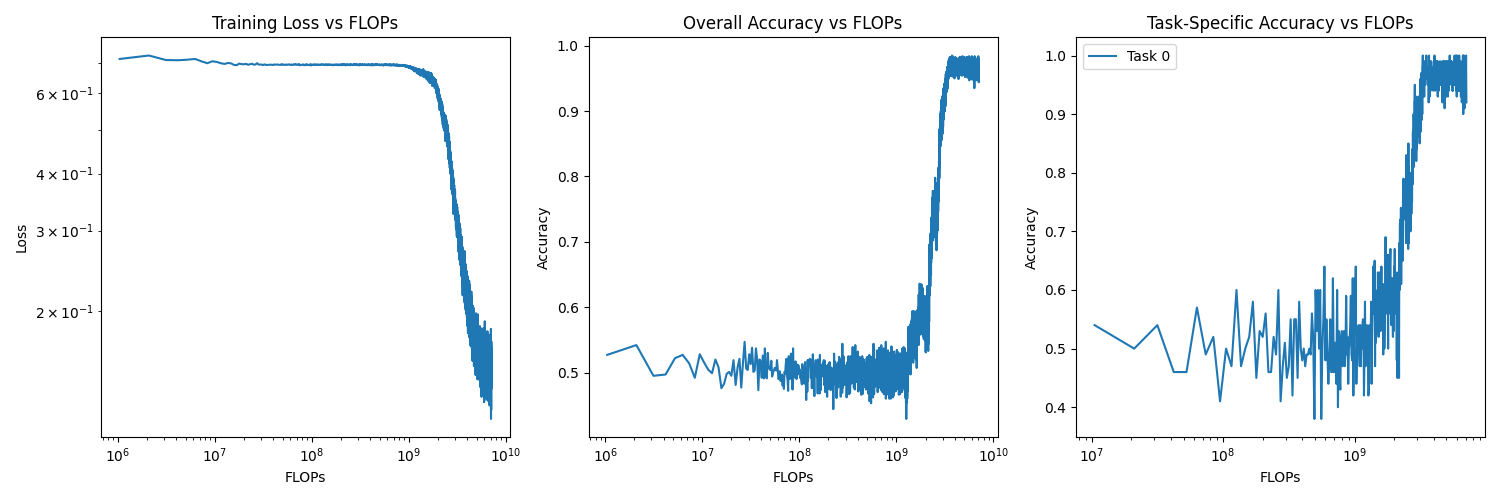 Training Loss vs FLOPs
Loss
6 × 10⁻¹
4 × 10⁻¹
3 × 10⁻¹
2 × 10⁻¹
10⁶ 10⁷ 10⁸ 10⁹ 10¹⁰
FLOPs
Overall Accuracy vs FLOPs
Accuracy
1.0
0.9
0.8
0.7
0.6
0.5
10⁶ 10⁷ 10⁸ 10⁹ 10¹⁰
FLOPs
Task-Specific Accuracy vs FLOPs
Task 0
Accuracy
1.0
0.9
0.8
0.7
0.6
0.5
0.4
10⁷ 10⁸ 10⁹
FLOPs